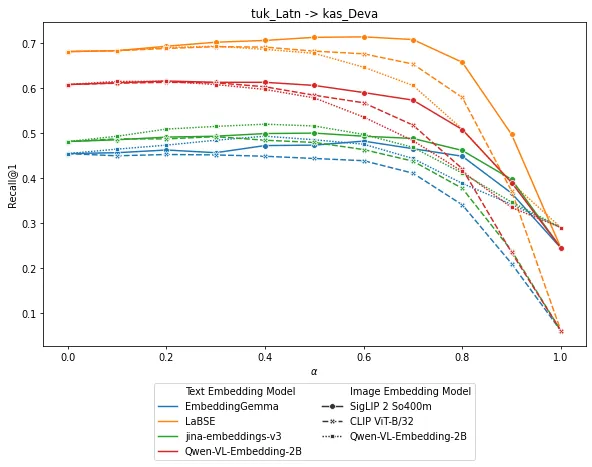 tuk_Latn -> kas_Deva
0.7
0.6
0.5
0.4
0.3
0.2
0.1
Recall@1
0.0 0.2 0.4 0.6 0.8 1.0
α
Text Embedding Model Image Embedding Model
EmbeddingGemma SigLIP 2 So400m
LaBSE CLIP ViT-B/32
jina-embeddings-v3 Qwen-VL-Embedding-2B
Qwen-VL-Embedding-2B